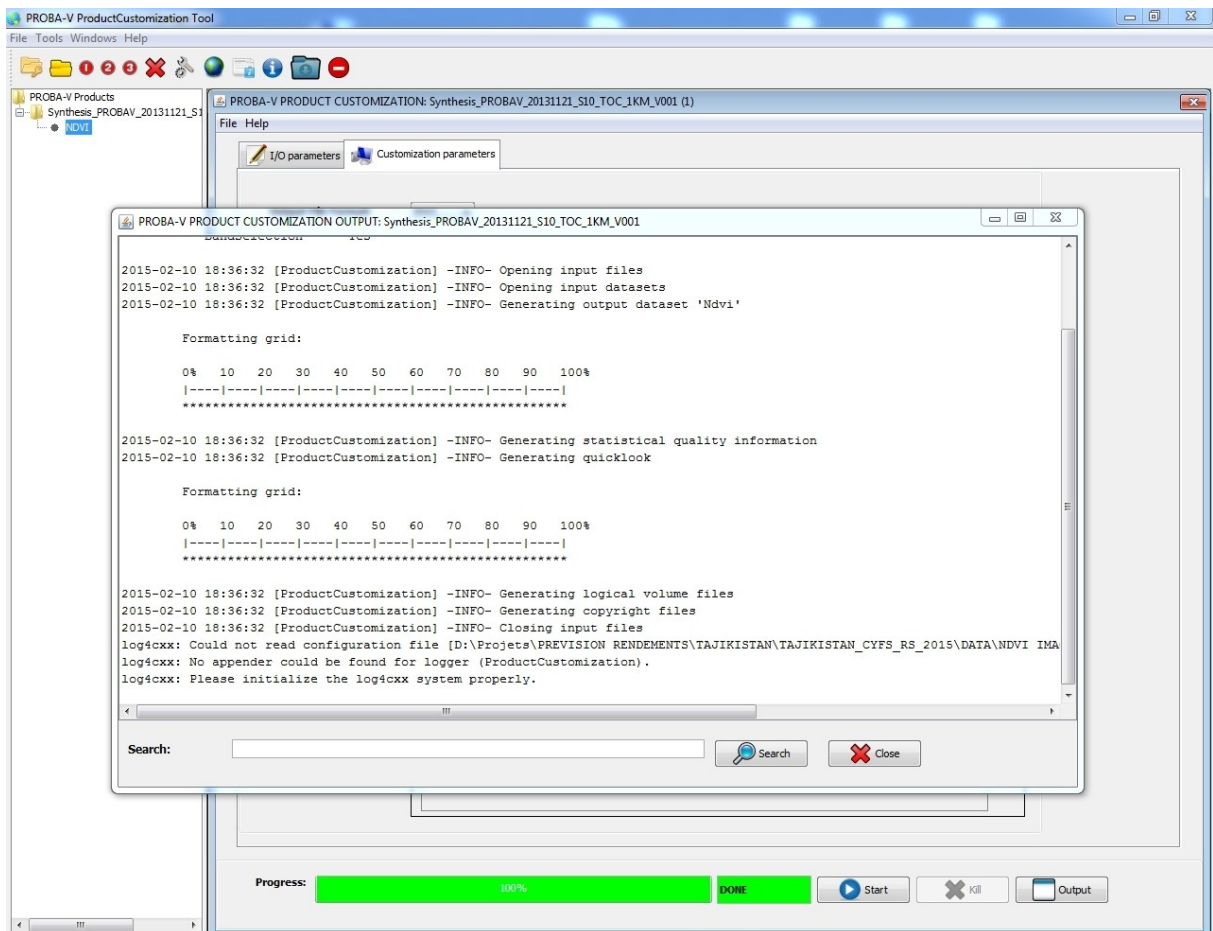 PROBA-V ProductCustomization Tool
File Tools Windows Help
PROBA-V Products
Synthesis_PROBAV_20131121_S1
NDVI
PROBA-V PRODUCT CUSTOMIZATION: Synthesis_PROBAV_20131121_S10_TOC_1KM_V001 (1)
File Help
I/O parameters
Customization parameters
PROBA-V PRODUCT CUSTOMIZATION OUTPUT: Synthesis_PROBAV_20131121_S10_TOC_1KM_V001
BandSelection Yes
2015-02-10 18:36:32 [ProductCustomization] -INFO- Opening input files
2015-02-10 18:36:32 [ProductCustomization] -INFO- Opening input datasets
2015-02-10 18:36:32 [ProductCustomization] -INFO- Generating output dataset 'Ndvi'
Formatting grid:
0% 10 20 30 40 50 60 70 80 90 100%
|----|----|----|----|----|----|----|----|----|----|
***************************************************
2015-02-10 18:36:32 [ProductCustomization] -INFO- Generating statistical quality information
2015-02-10 18:36:32 [ProductCustomization] -INFO- Generating quicklook
Formatting grid:
0% 10 20 30 40 50 60 70 80 90 100%
|----|----|----|----|----|----|----|----|----|----|
***************************************************
2015-02-10 18:36:32 [ProductCustomization] -INFO- Generating logical volume files
2015-02-10 18:36:32 [ProductCustomization] -INFO- Generating copyright files
2015-02-10 18:36:32 [ProductCustomization] -INFO- Closing input files
log4cxx: Could not read configuration file [D:\Projets\PREVISION RENDEMENTS\TAJIKISTAN\TAJIKISTAN_CYFS_RS_2015\DATA\NDVI IMA
log4cxx: No appender could be found for logger (ProductCustomization).
log4cxx: Please initialize the log4cxx system properly.
Search:
Search
Close
Progress:
100%
DONE
Start
Kill
Output